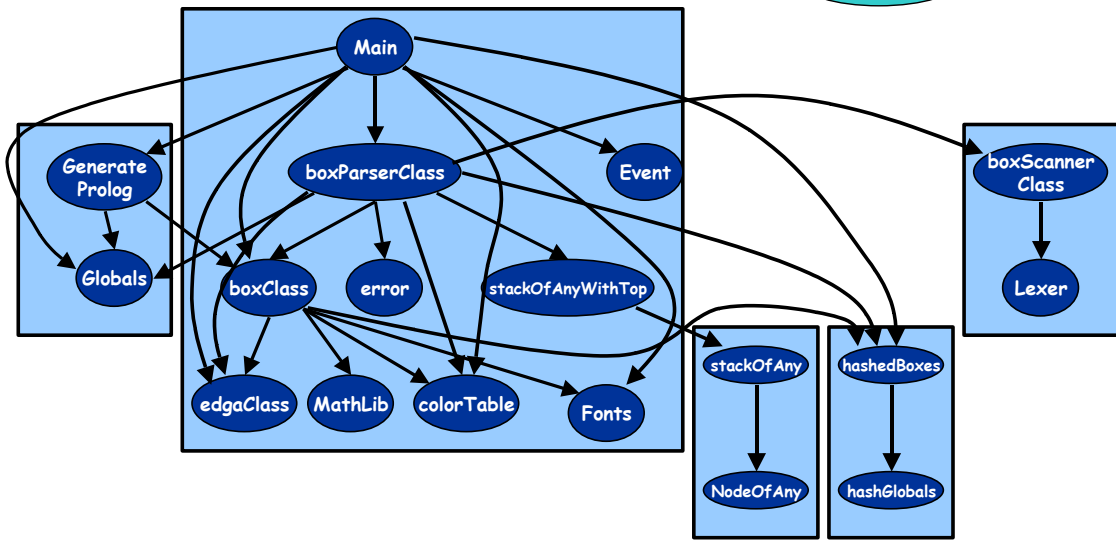 Main
Generate
Prolog
boxParserClass
Event
boxScanner
Class
Globals
boxClass
error
stackOfAnyWithTop
Lexer
stackOfAny
hashedBoxes
edgaClass
MathLib
colorTable
Fonts
NodeOfAny
hashGlobals